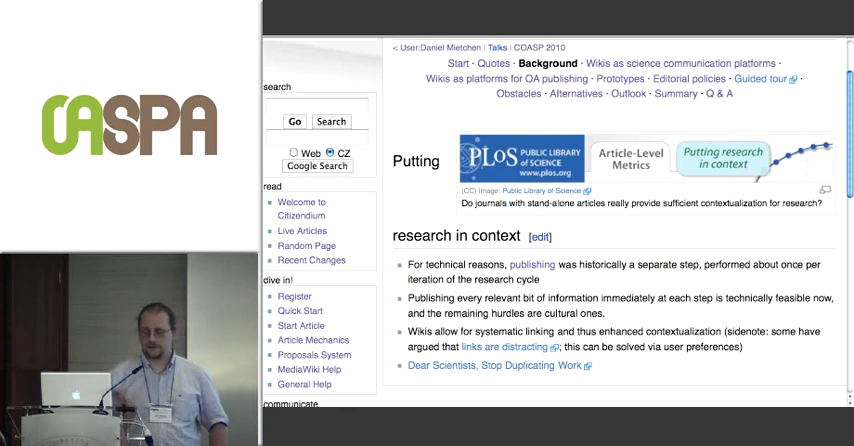 OASPA
< User:Daniel Mietchen | Talks | COASP 2010
Start · Quotes · Background · Wikis as science communication platforms ·
Wikis as platforms for OA publishing · Prototypes · Editorial policies · Guided tour ·
Obstacles · Alternatives · Outlook · Summary · Q & A
search
Go Search
Web CZ
Google Search
read
Welcome to
Citizendium
Live Articles
Random Page
Recent Changes
dive in!
Register
Quick Start
Start Article
Article Mechanics
Proposals System
MediaWiki Help
General Help
communicate
Putting
PLoS PUBLIC LIBRARY
OF SCIENCE
www.plos.org
Article-Level
Metrics
Putting research
in context
(CC) Image: Public Library of Science
Do journals with stand-alone articles really provide sufficient contextualization for research?
research in context [edit]
For technical reasons, publishing was historically a separate step, performed about once per
iteration of the research cycle
Publishing every relevant bit of information immediately at each step is technically feasible now,
and the remaining hurdles are cultural ones.
Wikis allow for systematic linking and thus enhanced contextualization (sidenote: some have
argued that links are distracting; this can be solved via user preferences)
Dear Scientists, Stop Duplicating Work